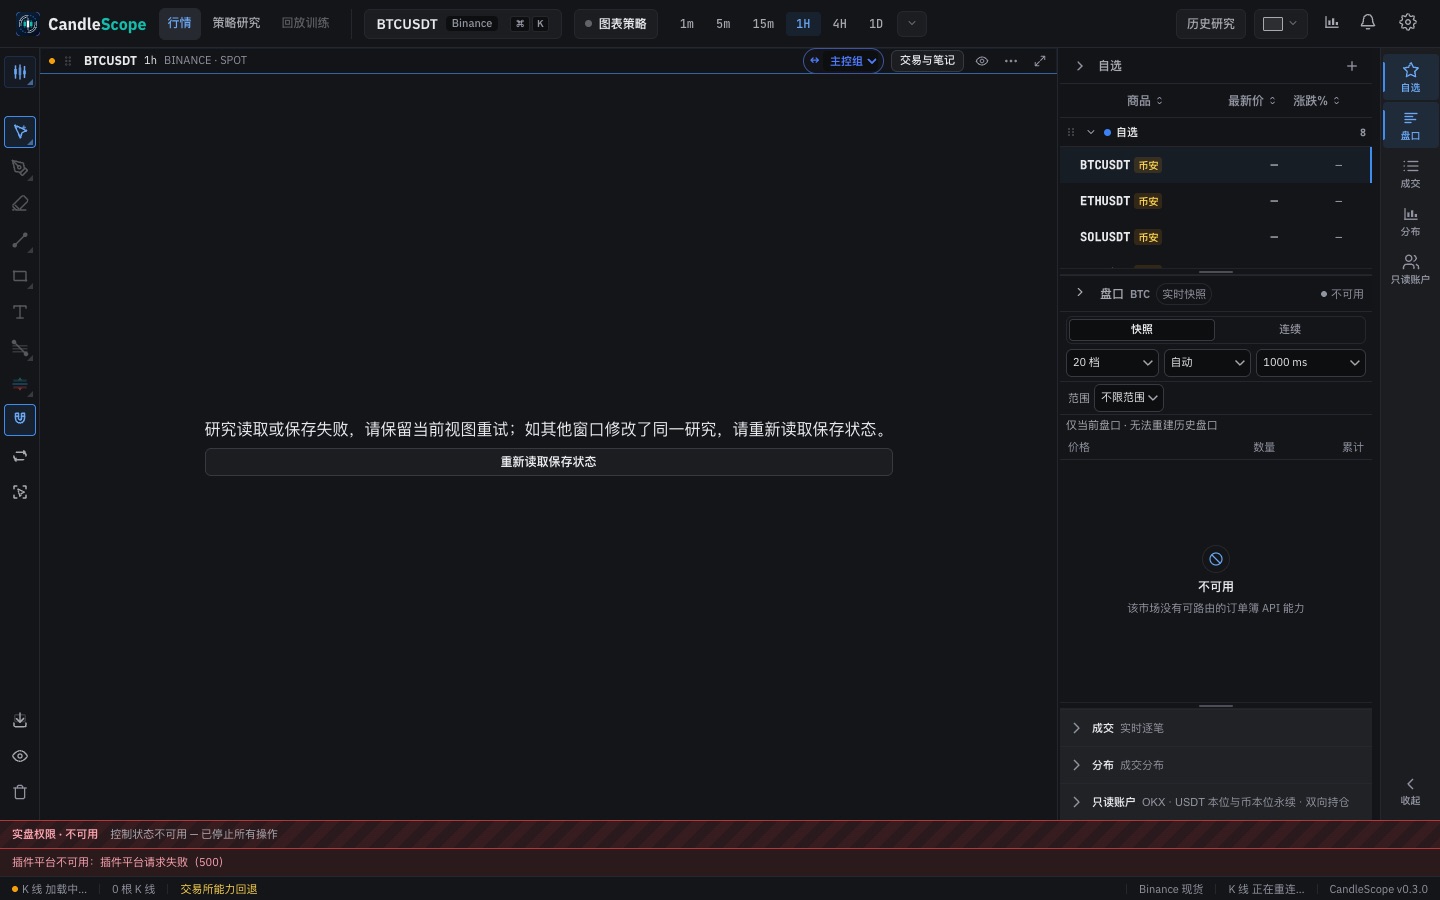 CandleScope 行情 策略研究 回放训练 BTCUSDT Binance ⌘ K 图表策略 1m 5m 15m 1H 4H 1D 历史研究
BTCUSDT 1h BINANCE · SPOT 主控组 交易与笔记
研究读取或保存失败，请保留当前视图重试；如其他窗口修改了同一研究，请重新读取保存状态。
重新读取保存状态
自选
商品 最新价 涨跌%
自选 8
BTCUSDT 币安 — —
ETHUSDT 币安 — —
SOLUSDT 币安 — —
盘口 BTC 实时快照 不可用
快照 连续
20 档 自动 1000 ms
范围 不限范围
仅当前盘口 · 无法重建历史盘口
价格 数量 累计
不可用
该市场没有可路由的订单簿 API 能力
成交 实时逐笔
分布 成交分布
只读账户 OKX · USDT 本位与币本位永续 · 双向持仓
自选
盘口
成交
分布
只读账户
收起
实盘权限 · 不可用 控制状态不可用 — 已停止所有操作
插件平台不可用：插件平台请求失败（500）
K 线 加载中... 0 根 K 线 交易所能力回退 Binance 现货 K 线 正在重连... CandleScope v0.3.0